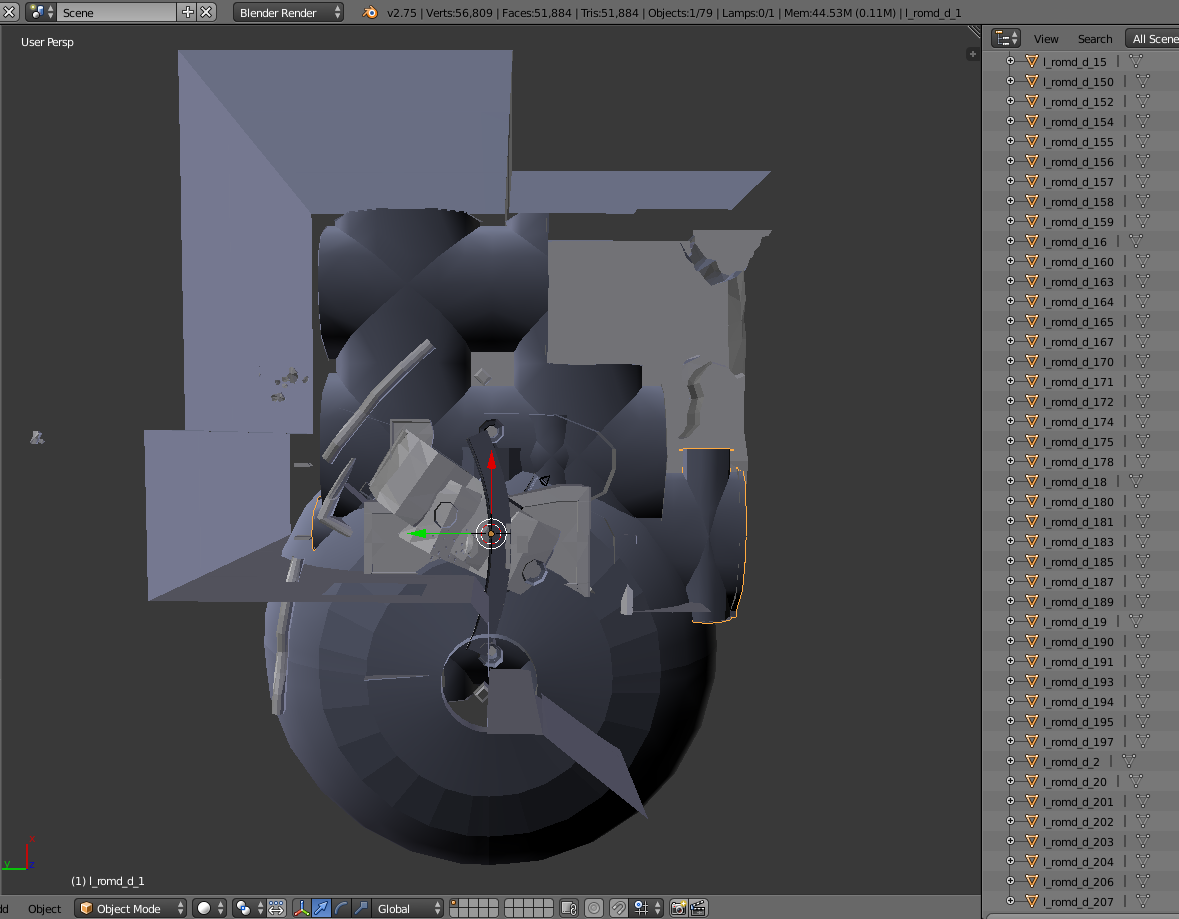 Scene
Blender Render
v2.75 | Verts:56,809 | Faces:51,884 | Tris:51,884 | Objects:1/79 | Lamps:0/1 | Mem:44.53M (0.11M) | l_romd_d_1
User Persp
View Search All Scene
l_romd_d_15
l_romd_d_150
l_romd_d_152
l_romd_d_154
l_romd_d_155
l_romd_d_156
l_romd_d_157
l_romd_d_158
l_romd_d_159
l_romd_d_16
l_romd_d_160
l_romd_d_163
l_romd_d_164
l_romd_d_165
l_romd_d_167
l_romd_d_170
l_romd_d_171
l_romd_d_172
l_romd_d_174
l_romd_d_175
l_romd_d_178
l_romd_d_18
l_romd_d_180
l_romd_d_181
l_romd_d_183
l_romd_d_185
l_romd_d_187
l_romd_d_189
l_romd_d_19
l_romd_d_190
l_romd_d_191
l_romd_d_193
l_romd_d_194
l_romd_d_195
l_romd_d_197
l_romd_d_2
l_romd_d_20
l_romd_d_201
l_romd_d_202
l_romd_d_203
l_romd_d_204
l_romd_d_206
l_romd_d_207
x
y z
(1) l_romd_d_1
dd Object Object Mode Global